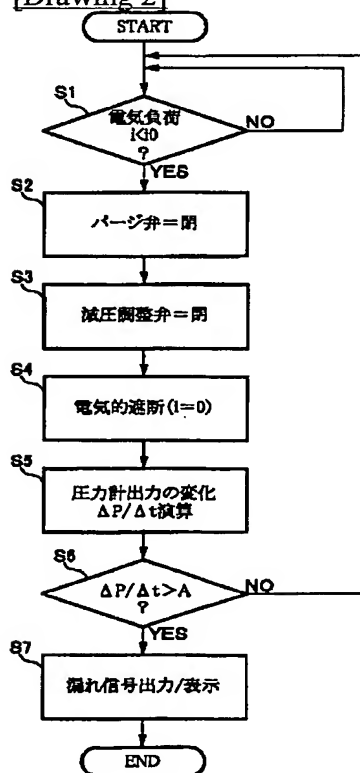 [Drawing 2]
START
S1
電気負荷
I<I0
?
NO
YES
S2
パージ弁=閉
S3
減圧調整弁=閉
S4
電気的遮断(I=0)
S5
圧力計出力の変化
ΔP/Δt演算
S6
ΔP/Δt>A
?
NO
YES
S7
漏れ信号出力/表示
END